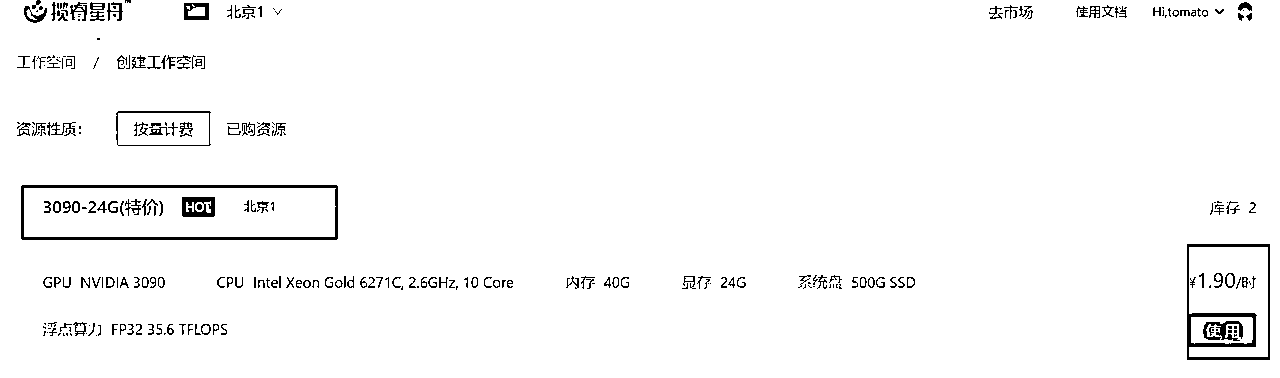 揽睿星舟 北京1 去市场 使用文档 Hi,tomato
工作空间 / 创建工作空间
资源性质: 按量计费 已购资源
3090-24G(特价) HOT 北京1 库存 2
GPU NVIDIA 3090 CPU Intel Xeon Gold 6271C, 2.6GHz, 10 Core 内存 40G 显存 24G 系统盘 500G SSD ¥1.90/时
浮点算力 FP32 35.6 TFLOPS 使用